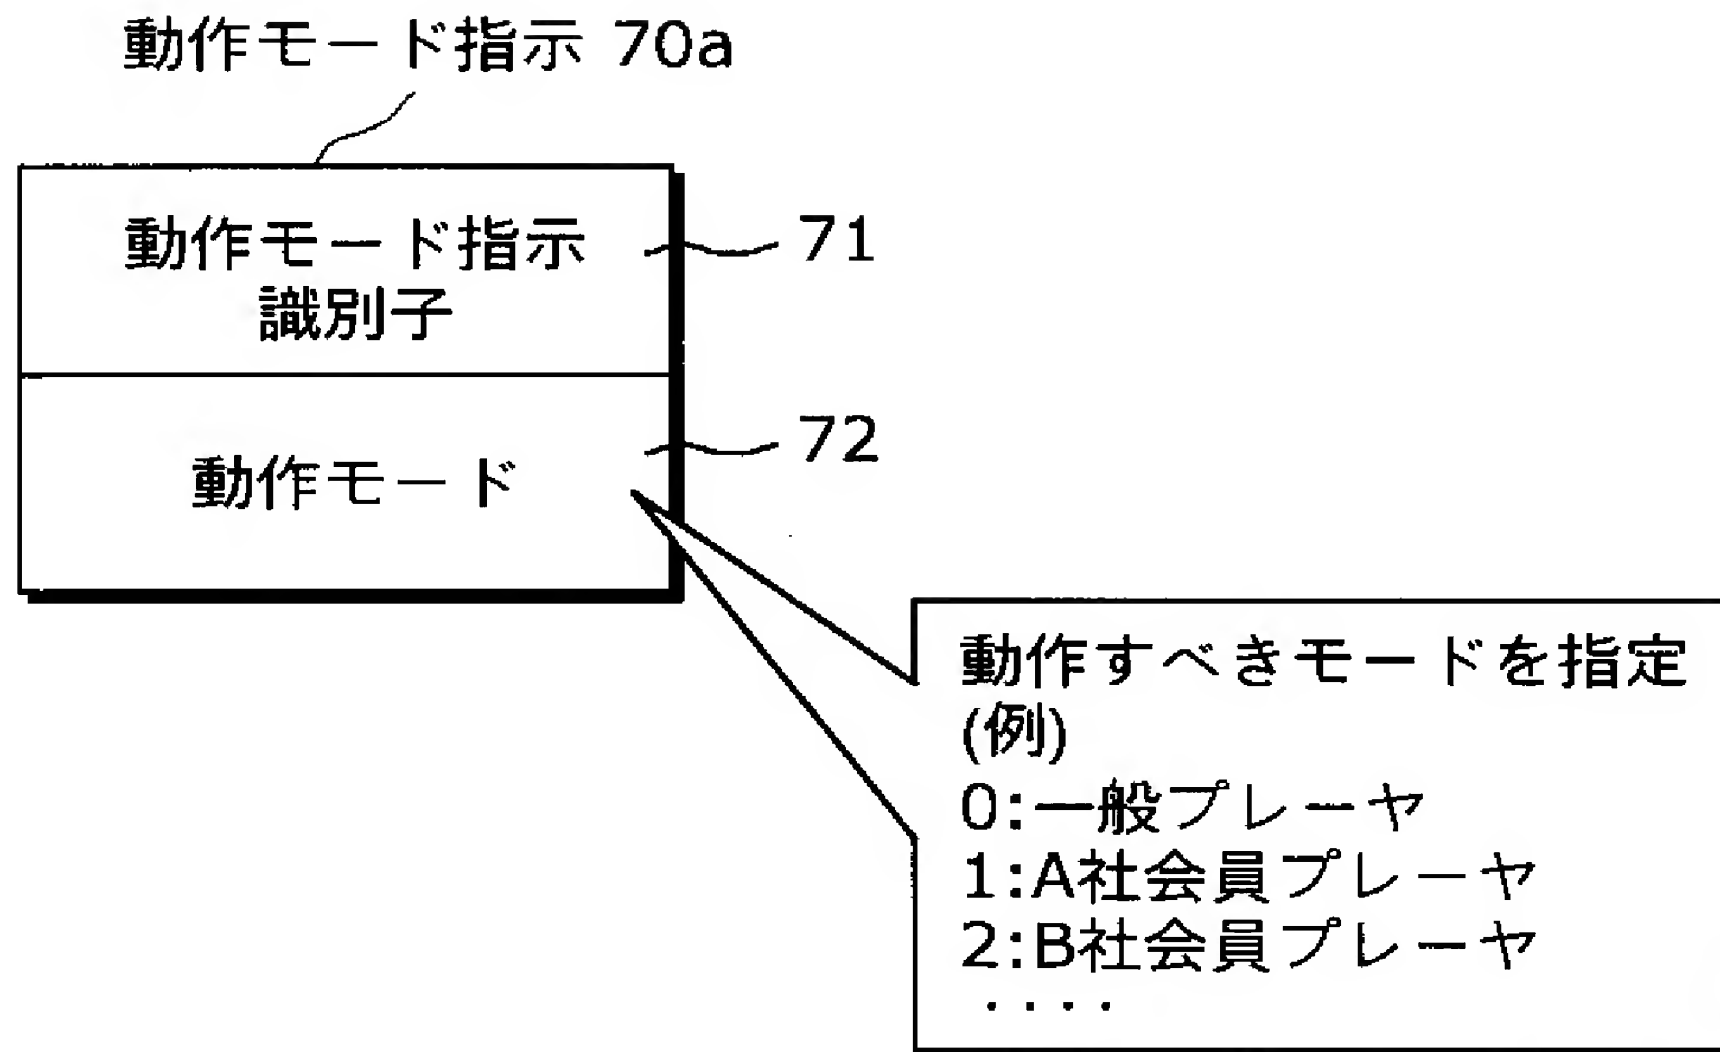 動作モード指示 70a
動作モード指示
識別子
71
動作モード
72
動作すべきモードを指定
(例)
0:一般プレーヤ
1:A社会員プレーヤ
2:B社会員プレーヤ
・・・・